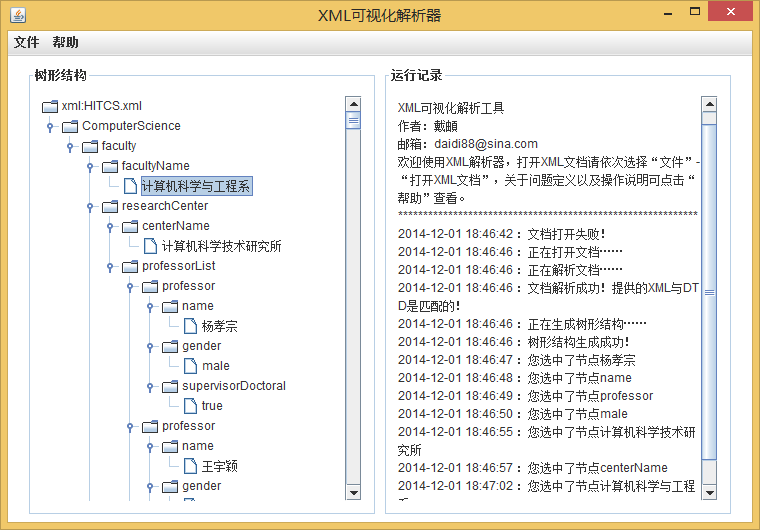 XML可视化解析器
文件 帮助
树形结构
xml:HITCS.xml
ComputerScience
faculty
facultyName
计算机科学与工程系
researchCenter
centerName
计算机科学技术研究所
professorList
professor
name
杨孝宗
gender
male
supervisorDoctoral
true
professor
name
王宇颖
gender
运行记录
XML可视化解析工具
作者：戴頔
邮箱：daidi88@sina.com
欢迎使用XML解析器，打开XML文档请依次选择“文件”-
“打开XML文档”，关于问题定义以及操作说明可点击“
帮助”查看。
************************************************************
2014-12-01 18:46:42：文档打开失败！
2014-12-01 18:46:46：正在打开文档……
2014-12-01 18:46:46：正在解析文档……
2014-12-01 18:46:46：文档解析成功！提供的XML与DT
D是匹配的！
2014-12-01 18:46:46：正在生成树形结构……
2014-12-01 18:46:46：树形结构生成成功！
2014-12-01 18:46:47：您选中了节点杨孝宗
2014-12-01 18:46:48：您选中了节点name
2014-12-01 18:46:49：您选中了节点professor
2014-12-01 18:46:50：您选中了节点male
2014-12-01 18:46:55：您选中了节点计算机科学技术研
究所
2014-12-01 18:46:57：您选中了节点centerName
2014-12-01 18:47:02：您选中了节点计算机科学与工程